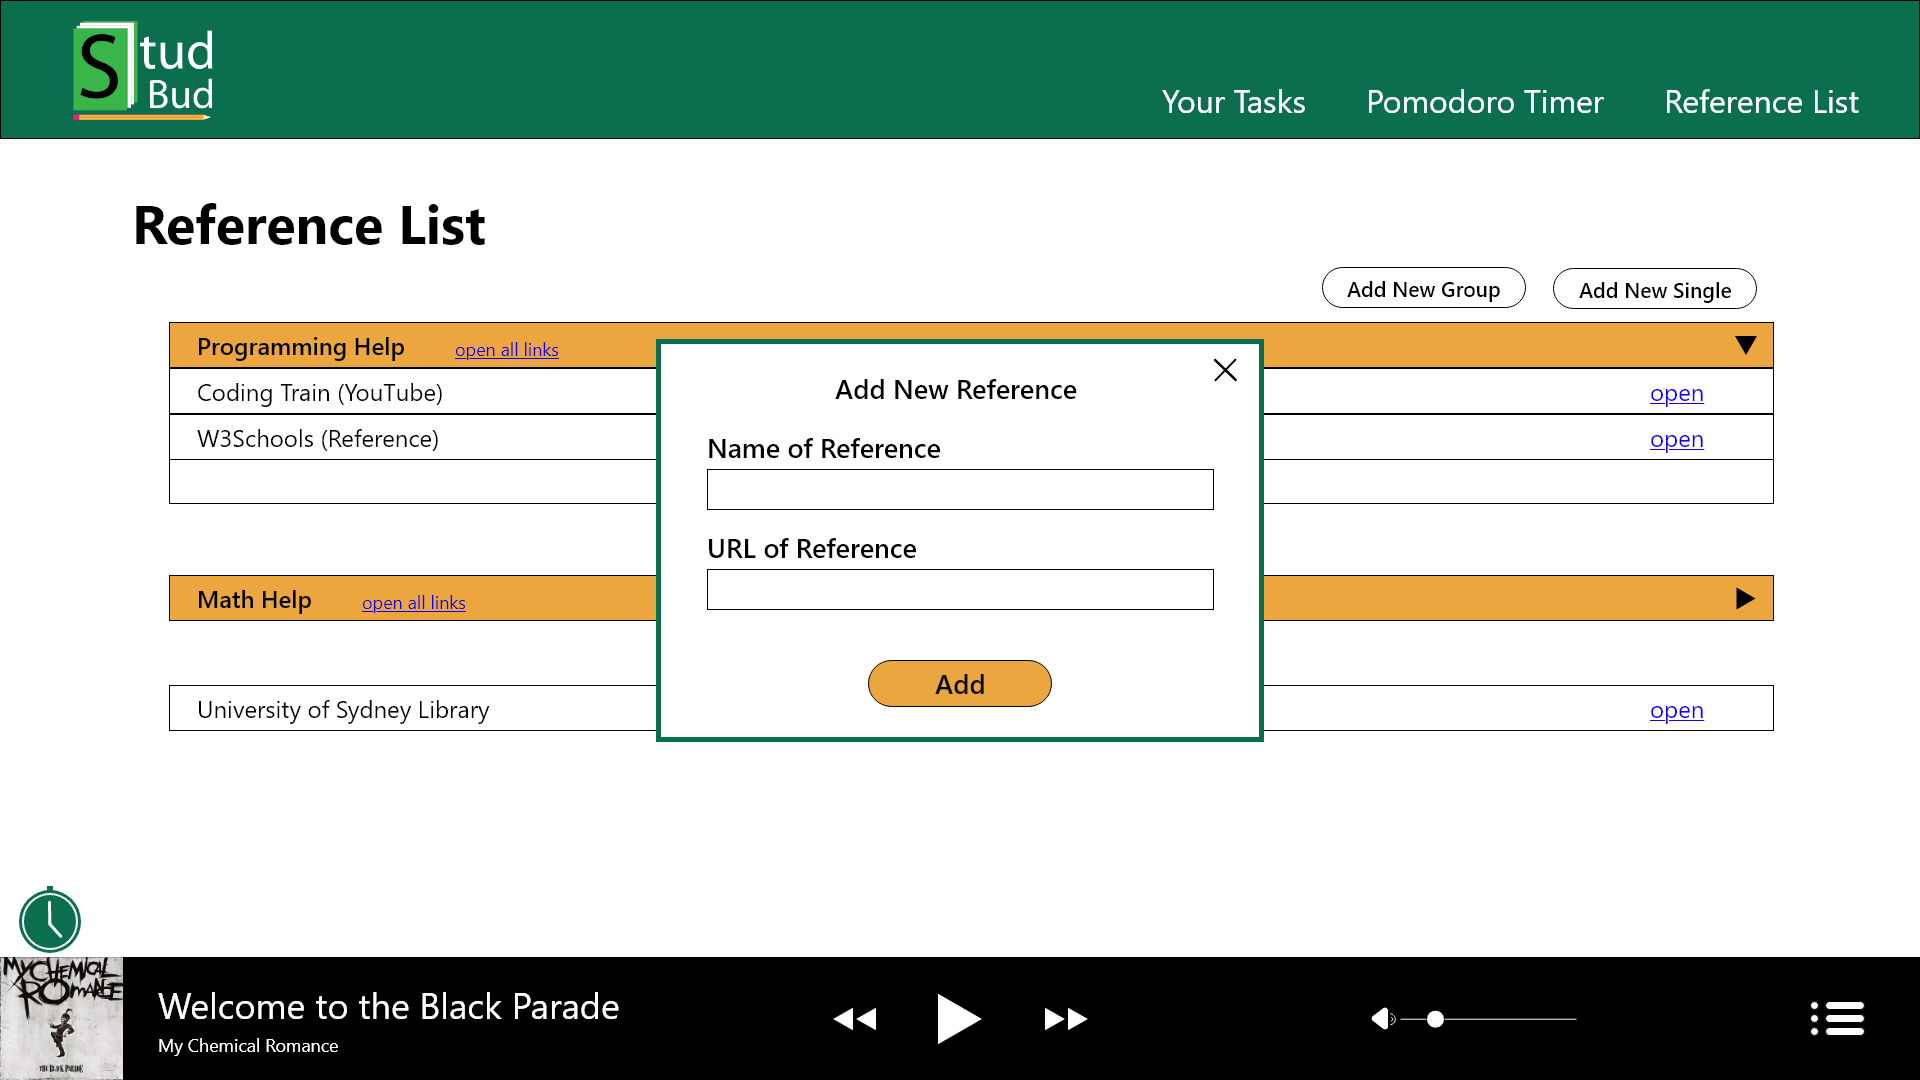 Stud
Bud
Your Tasks Pomodoro Timer Reference List
Reference List
Add New Group Add New Single
Programming Help open all links
Coding Train (YouTube) open
W3Schools (Reference) open
Add New Reference
Name of Reference
URL of Reference
Add
Math Help open all links
University of Sydney Library open
MY CHEMICAL
ROMANCE
THE BLACK PARADE
Welcome to the Black Parade
My Chemical Romance